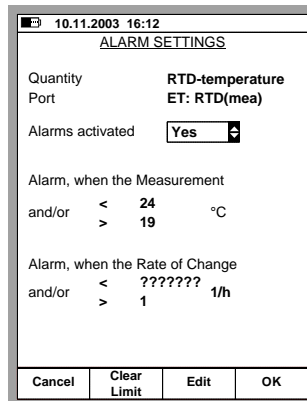 10.11.2003 16:12
ALARM SETTINGS
Quantity RTD-temperature
Port ET: RTD(mea)
Alarms activated Yes
Alarm, when the Measurement
< 24
and/or °C
> 19
Alarm, when the Rate of Change
< ???????
and/or 1/h
> 1
Cancel Clear Limit Edit OK